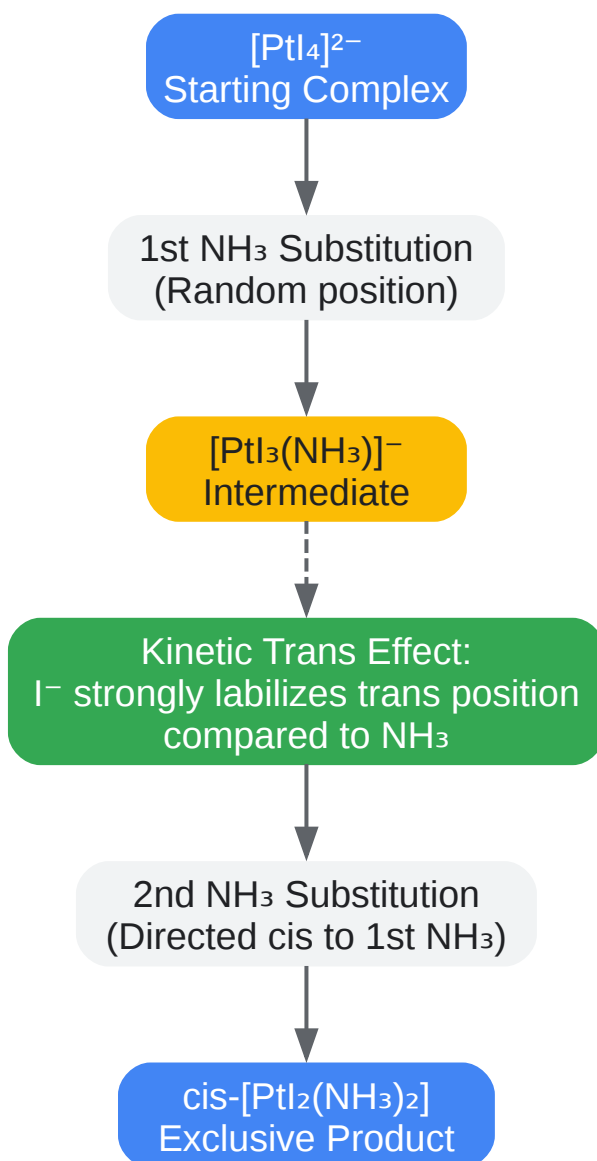 [PtI₄]²⁻
Starting Complex
1st NH₃ Substitution
(Random position)
[PtI₃(NH₃)]⁻
Intermediate
Kinetic Trans Effect:
I⁻ strongly labilizes trans position
compared to NH₃
2nd NH₃ Substitution
(Directed cis to 1st NH₃)
cis-[PtI₂(NH₃)₂]
Exclusive Product